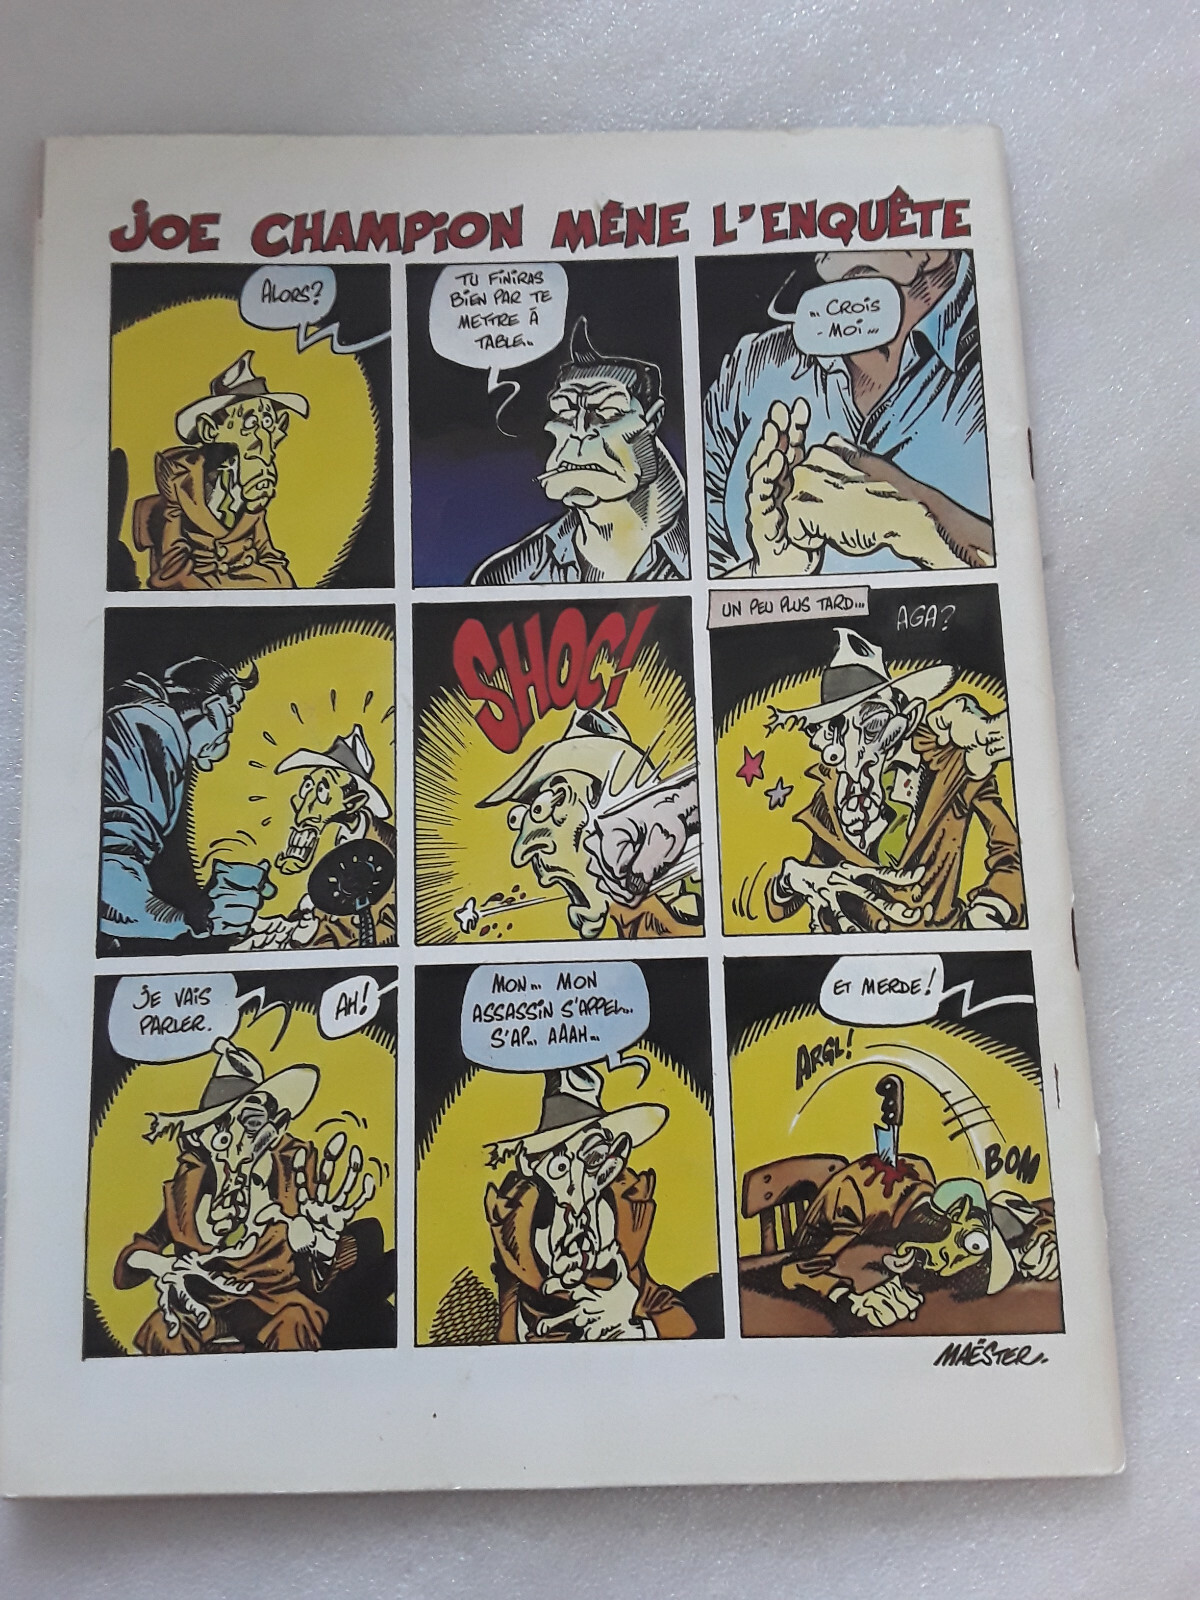 JOE CHAMPION MÈNE L'ENQUÊTE
ALORS?
TU FINIRAS
BIEN PAR TE
METTRE À
TABLE...
... CROIS
-MOI...
SHOC!
UN PEU PLUS TARD...
AGA?
JE VAIS
PARLER.
AH!
MON... MON
ASSASSIN S'APPEL...
S'AP... AAAH...
ET MERDE!
ARGL!
BOM
MAËSTER.